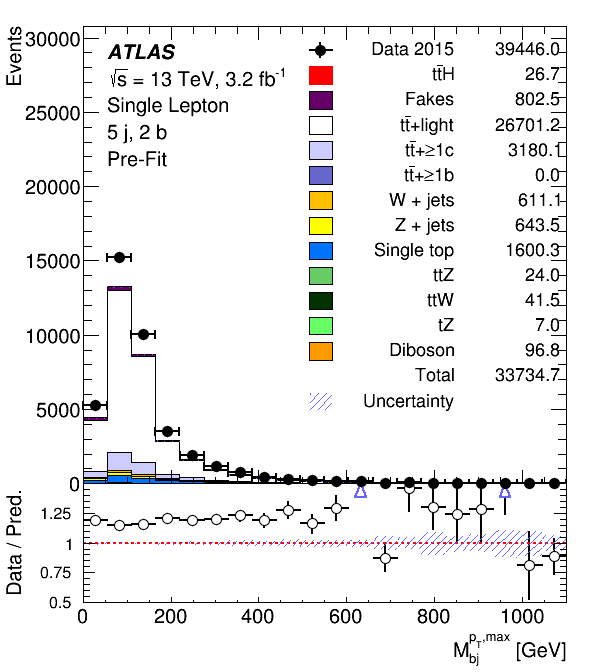 ATLAS
√s = 13 TeV, 3.2 fb⁻¹
Single Lepton
5 j, 2 b
Pre-Fit
Data 2015 39446.0
tt̄H 26.7
Fakes 802.5
tt̄+light 26701.2
tt̄+≥1c 3180.1
tt̄+≥1b 0.0
W + jets 611.1
Z + jets 643.5
Single top 1600.3
ttZ 24.0
ttW 41.5
tZ 7.0
Diboson 96.8
Total 33734.7
Uncertainty
Events
30000
25000
20000
15000
10000
5000
0
Data / Pred.
1.25
1
0.75
0.5
0 200 400 600 800 1000
M_bj^{p_T,max} [GeV]